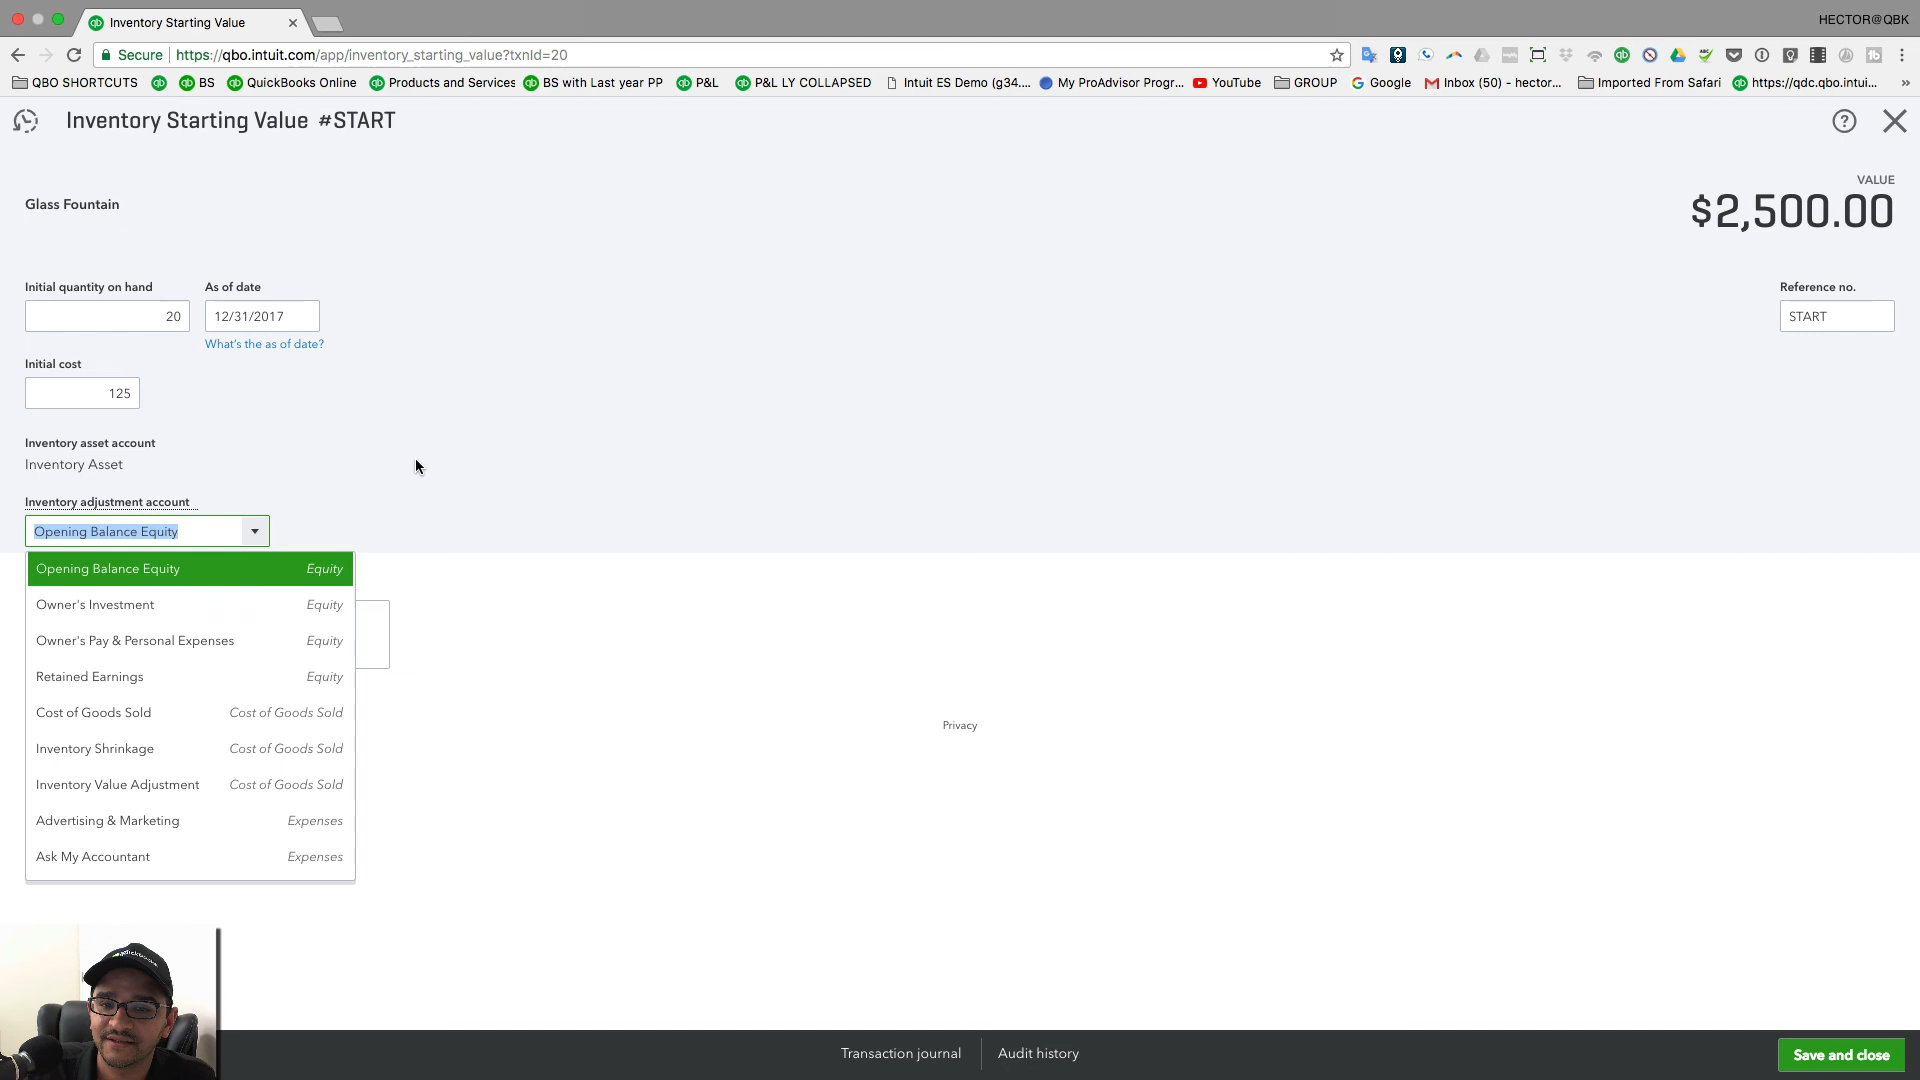 HECTOR@QBK
Inventory Starting Value
Secure https://qbo.intuit.com/app/inventory_starting_value?txnId=20
QBO SHORTCUTS BS QuickBooks Online Products and Services BS with Last year PP P&L P&L LY COLLAPSED Intuit ES Demo (g34.... My ProAdvisor Progr... YouTube GROUP Google Inbox (50) - hector... Imported From Safari https://qdc.qbo.intui... »
Inventory Starting Value #START
VALUE
Glass Fountain
$2,500.00
Initial quantity on hand As of date Reference no.
20 12/31/2017 START
What's the as of date?
Initial cost
125
Inventory asset account
Inventory Asset
Inventory adjustment account
Opening Balance Equity
Opening Balance Equity Equity
Owner's Investment Equity
Owner's Pay & Personal Expenses Equity
Retained Earnings Equity
Cost of Goods Sold Cost of Goods Sold
Privacy
Inventory Shrinkage Cost of Goods Sold
Inventory Value Adjustment Cost of Goods Sold
Advertising & Marketing Expenses
Ask My Accountant Expenses
Transaction journal Audit history Save and close